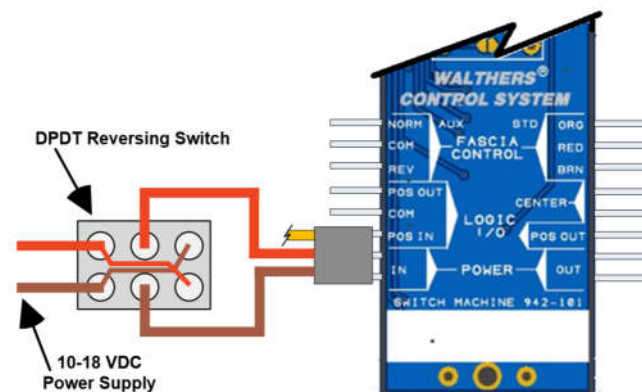 DPDT Reversing Switch
10-18 VDC
Power Supply
WALTHERS®
CONTROL SYSTEM
NORM AUX STD ORG
COM FASCIA CONTROL RED
REV BRN
POS OUT CENTER
COM LOGIC I/O
POS IN POS OUT
IN POWER OUT
SWITCH MACHINE 942-101